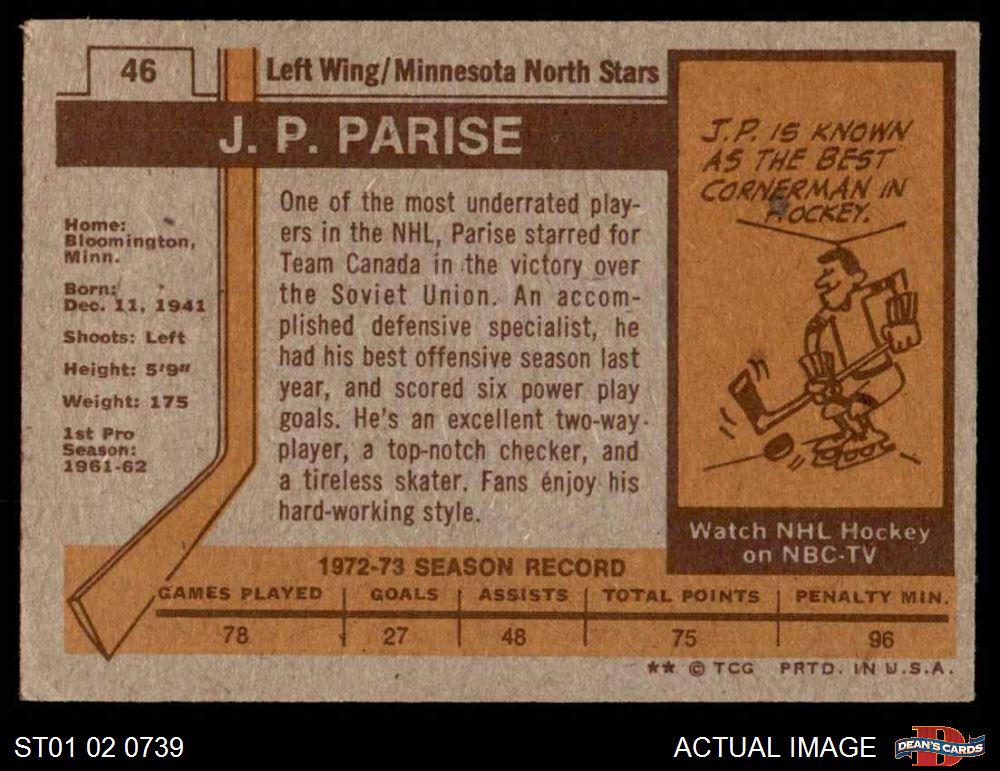 46
Left Wing/Minnesota North Stars
J. P. PARISE
Home:
Bloomington,
Minn.
Born:
Dec. 11, 1941
Shoots: Left
Height: 5'9"
Weight: 175
1st Pro
Season:
1961-62
One of the most underrated play-
ers in the NHL, Parise starred for
Team Canada in the victory over
the Soviet Union. An accom-
plished defensive specialist, he
had his best offensive season last
year, and scored six power play
goals. He's an excellent two-way
player, a top-notch checker, and
a tireless skater. Fans enjoy his
hard-working style.
J.P. IS KNOWN
AS THE BEST
CORNERMAN IN
HOCKEY.
Watch NHL Hockey
on NBC-TV
1972-73 SEASON RECORD
GAMES PLAYED GOALS ASSISTS TOTAL POINTS PENALTY MIN.
78 27 48 75 96
** © TCG PRTD. IN U.S.A.
ST01 02 0739
ACTUAL IMAGE
D
DEAN'S CARDS